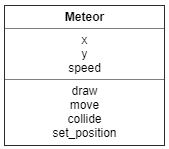 Meteor
x
y
speed
draw
move
collide
set_position